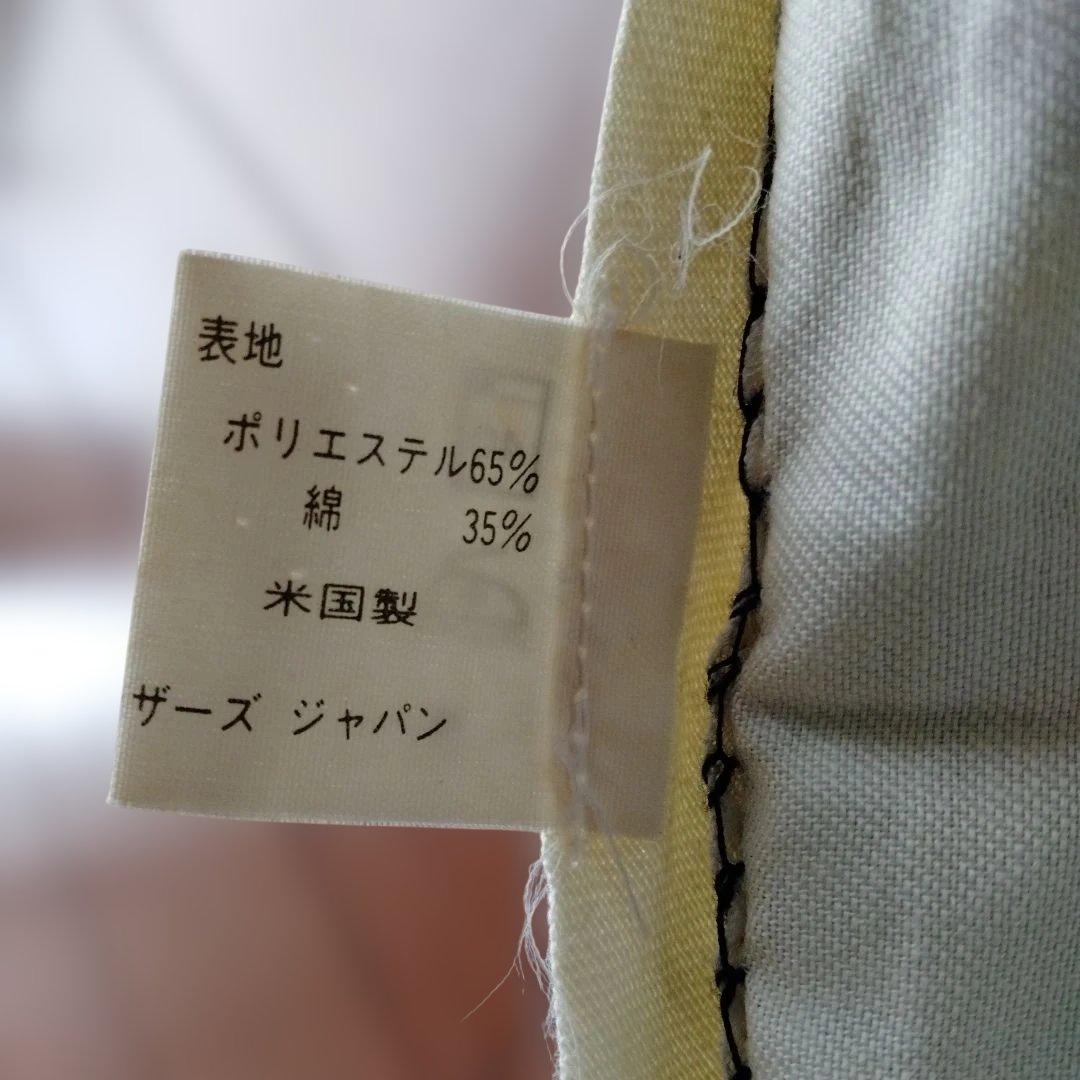 表地
ポリエステル65%
綿 35%
米国製
ザーズ ジャパン